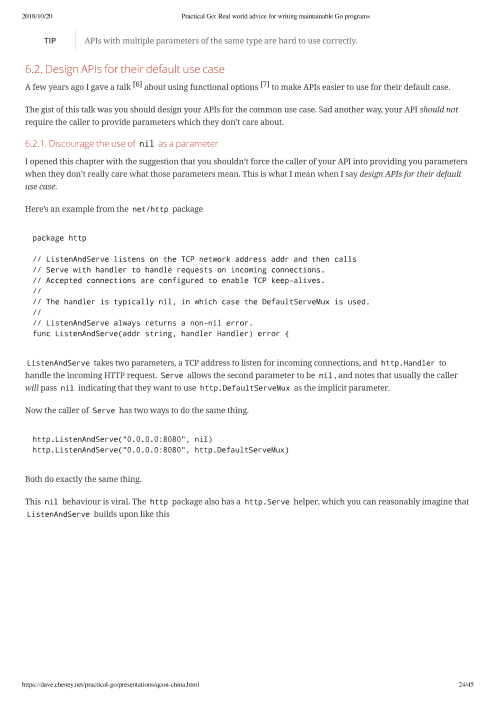 2018/10/20 Practical Go: Real world advice for writing maintainable Go programs
TIP APIs with multiple parameters of the same type are hard to use correctly.
6.2. Design APIs for their default use case
A few years ago I gave a talk [6] about using functional options [7] to make APIs easier to use for their default case.
The gist of this talk was you should design your APIs for the common use case. Sad another way, your API should not
require the caller to provide parameters which they don't care about.
6.2.1. Discourage the use of nil as a parameter
I opened this chapter with the suggestion that you shouldn't force the caller of your API into providing you parameters
when they don't really care what those parameters mean. This is what I mean when I say design APIs for their default
use case.
Here's an example from the net/http package
package http
// ListenAndServe listens on the TCP network address addr and then calls
// Serve with handler to handle requests on incoming connections.
// Accepted connections are configured to enable TCP keep-alives.
//
// The handler is typically nil, in which case the DefaultServeMux is used.
//
// ListenAndServe always returns a non-nil error.
func ListenAndServe(addr string, handler Handler) error {
ListenAndServe takes two parameters, a TCP address to listen for incoming connections, and http.Handler to
handle the incoming HTTP request. Serve allows the second parameter to be nil, and notes that usually the caller
will pass nil indicating that they want to use http.DefaultServeMux as the implicit parameter.
Now the caller of Serve has two ways to do the same thing.
http.ListenAndServe("0.0.0.0:8080", nil)
http.ListenAndServe("0.0.0.0:8080", http.DefaultServeMux)
Both do exactly the same thing.
This nil behaviour is viral. The http package also has a http.Serve helper, which you can reasonably imagine that
ListenAndServe builds upon like this
https://dave.cheney.net/practical-go/presentations/qcon-china.html 24/45